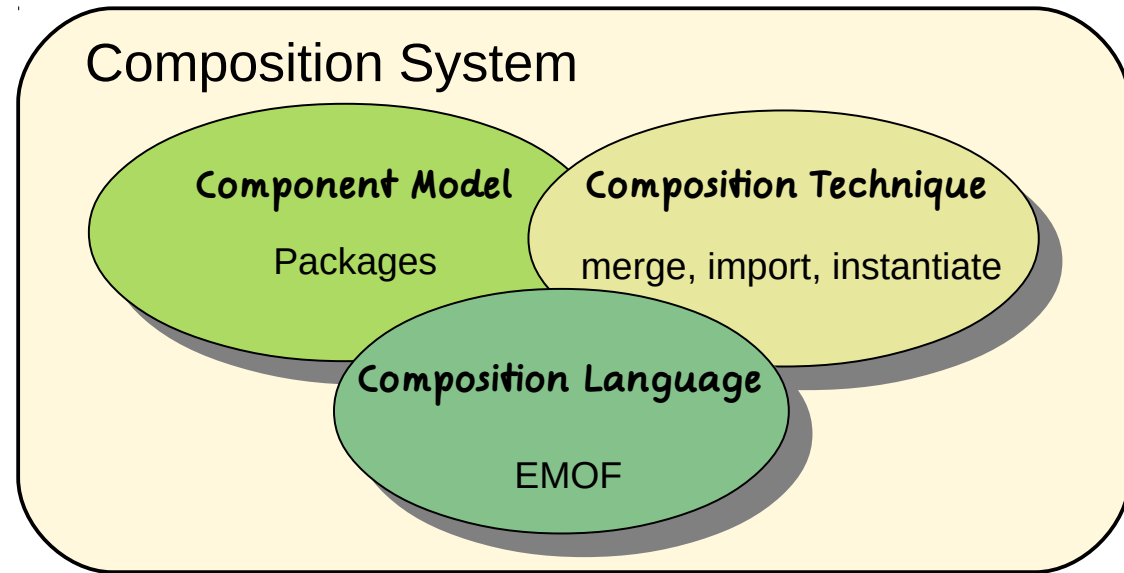 Composition System
Component Model
Packages
Composition Technique
merge, import, instantiate
Composition Language
EMOF